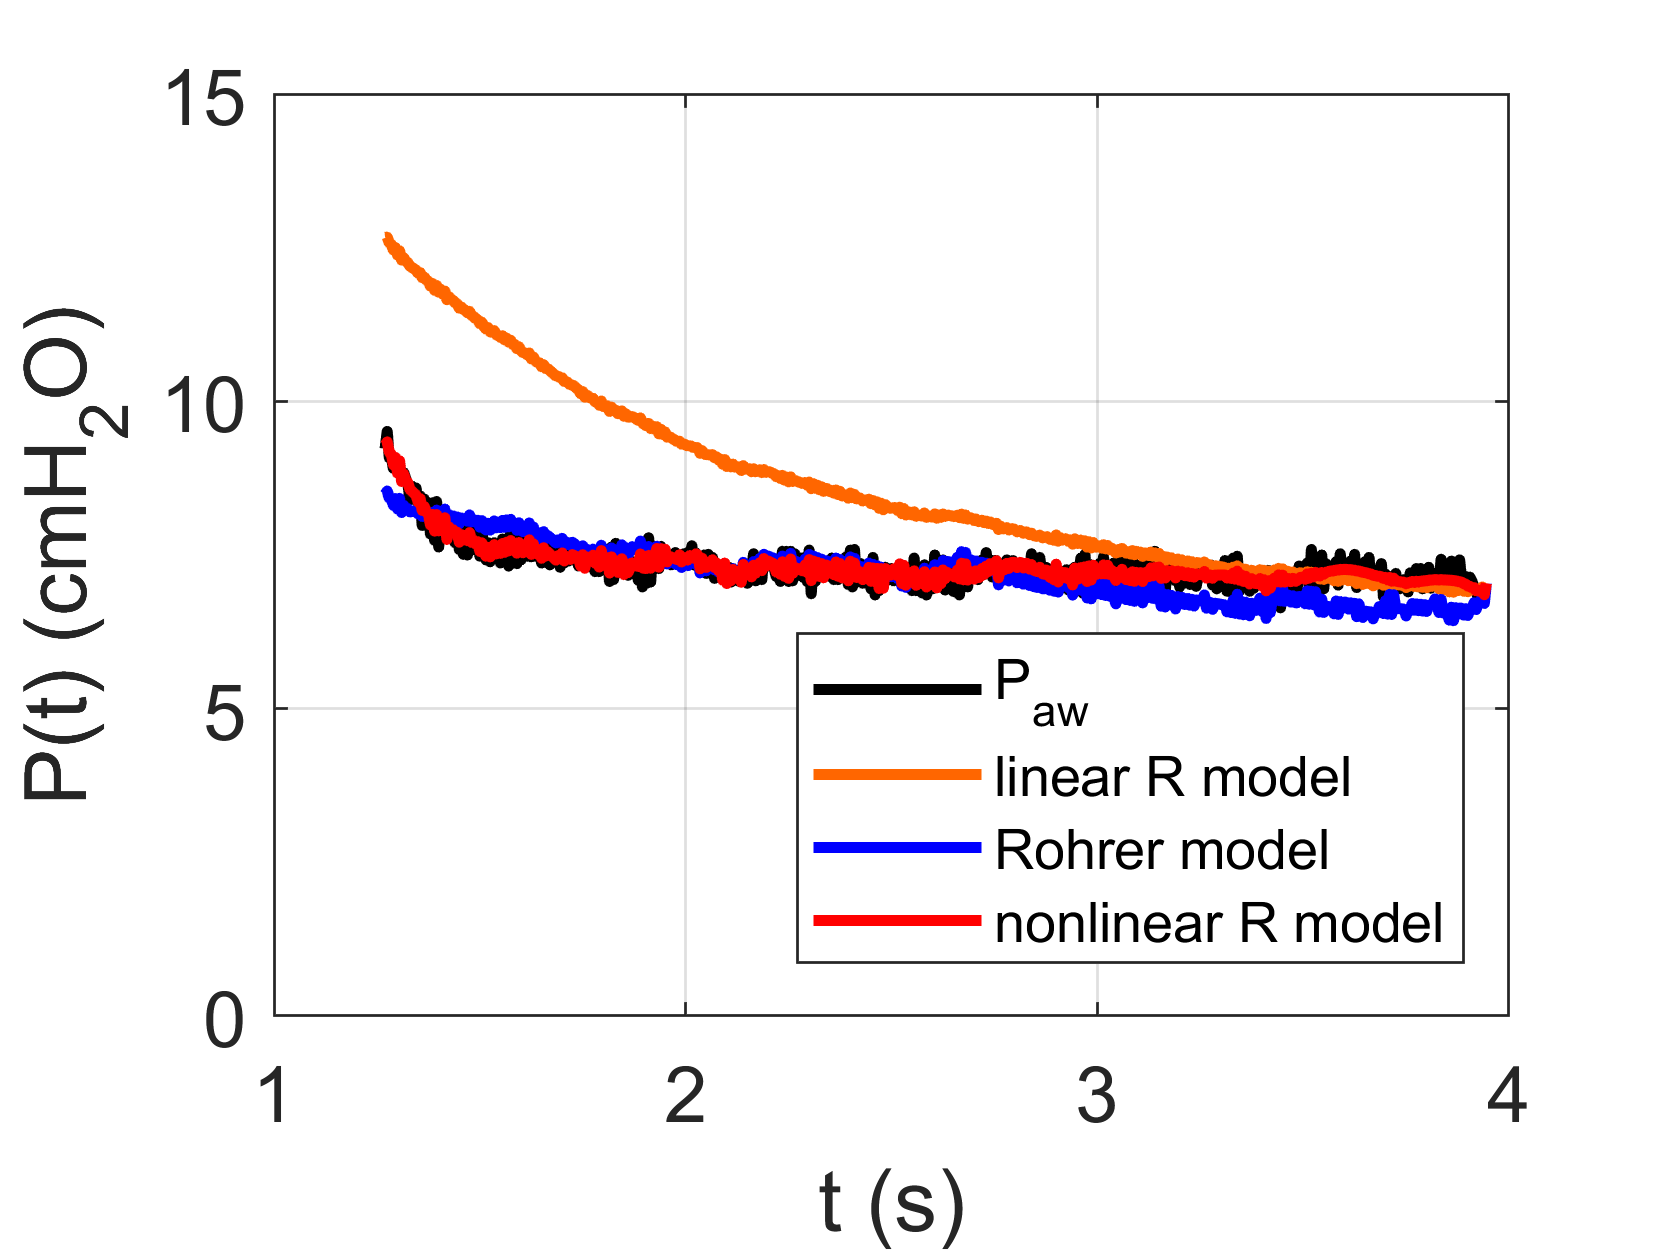 15
10
5
0
P(t) (cmH2O)
1
2
3
4
t (s)
Paw
linear R model
Rohrer model
nonlinear R model